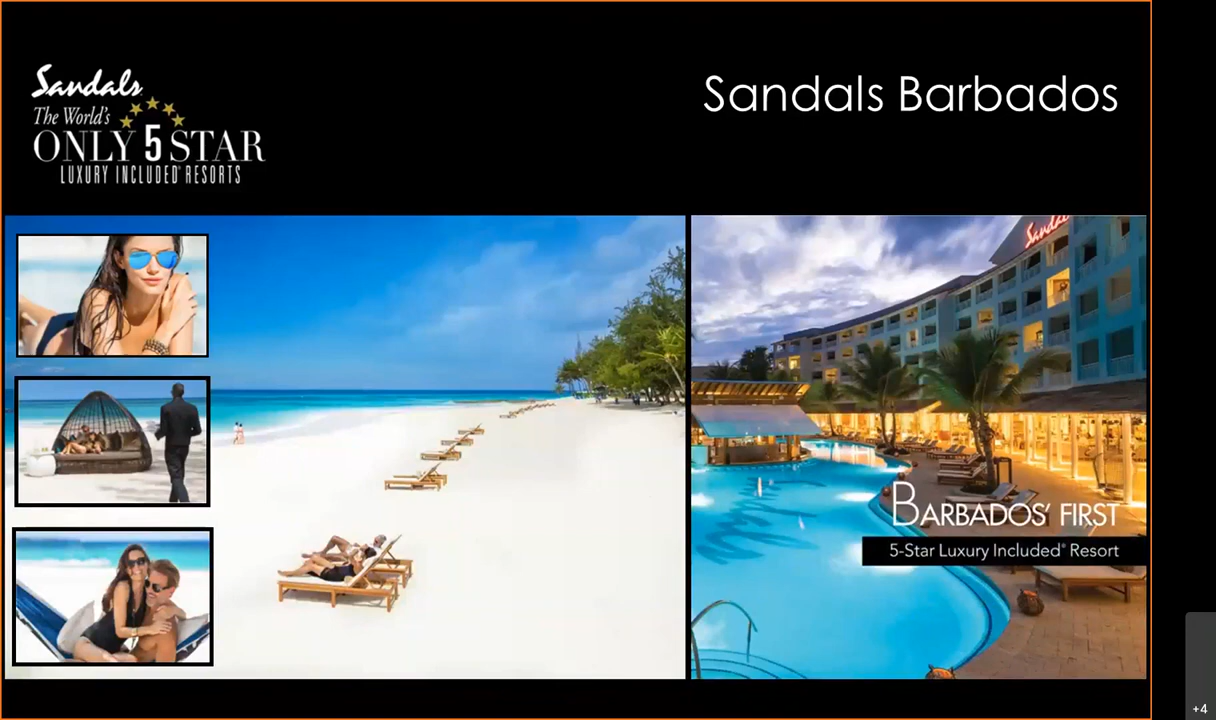 Sandals
The World's
ONLY 5 STAR
LUXURY INCLUDED® RESORTS
Sandals Barbados
Sandals
BARBADOS' FIRST
5-Star Luxury Included® Resort
+4